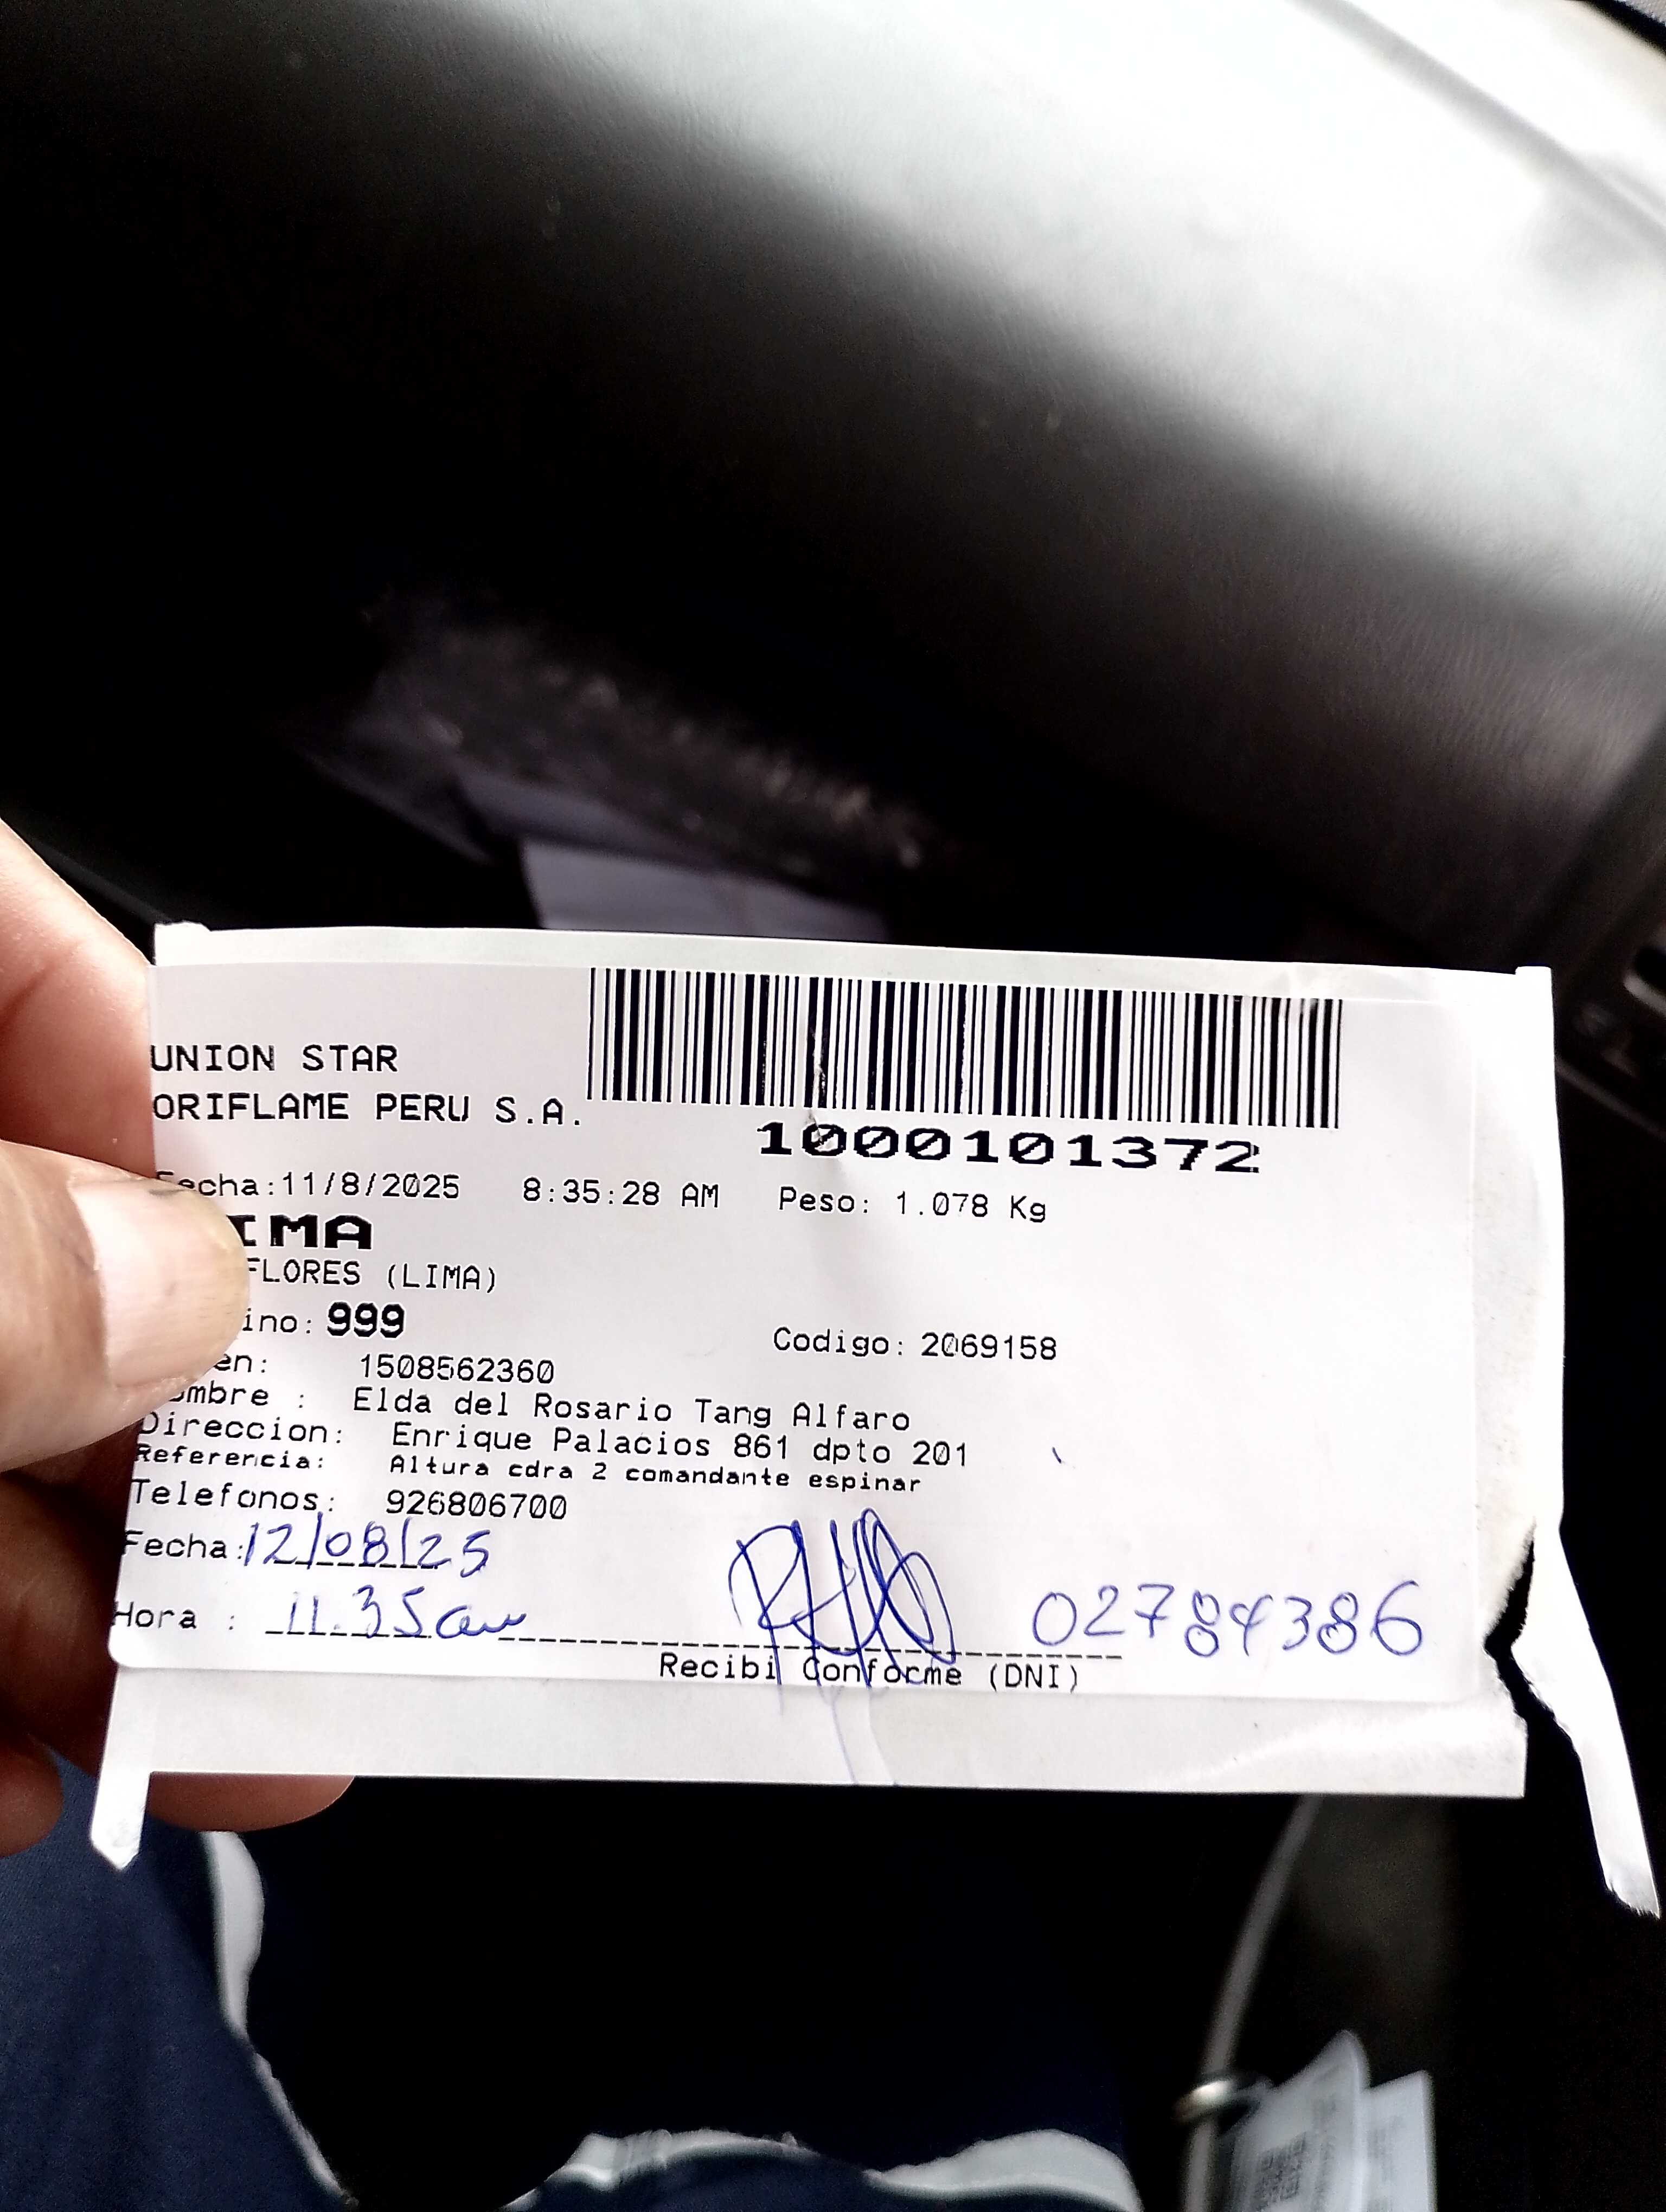 UNION STAR
ORIFLAME PERU S.A.
1000101372
Fecha:11/8/2025 8:35:28 AM Peso: 1.078 Kg
IMA
FLORES (LIMA)
ino: 999 Codigo: 2069158
en: 1508562360
ombre : Elda del Rosario Tang Alfaro
Direccion: Enrique Palacios 861 dpto 201
Referencia: Altura cdra 2 comandante espinar
Telefonos: 926806700
Fecha:12/08/25
Hora : 11.35am 02784386
Recibi Conforme (DNI)